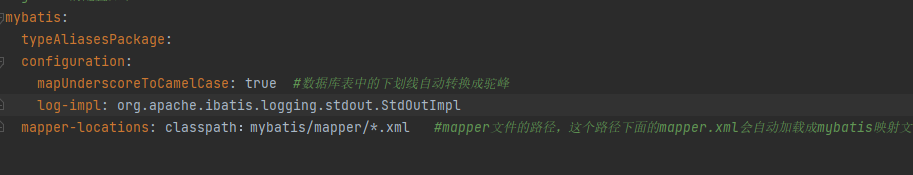 mybatis:
typeAliasesPackage:
configuration:
mapUnderscoreToCamelCase: true #数据库表中的下划线自动转换成驼峰
log-impl: org.apache.ibatis.logging.stdout.StdOutImpl
mapper-locations: classpath：mybatis/mapper/*.xml #mapper文件的路径，这个路径下面的mapper.xml会自动加载成mybatis映射文